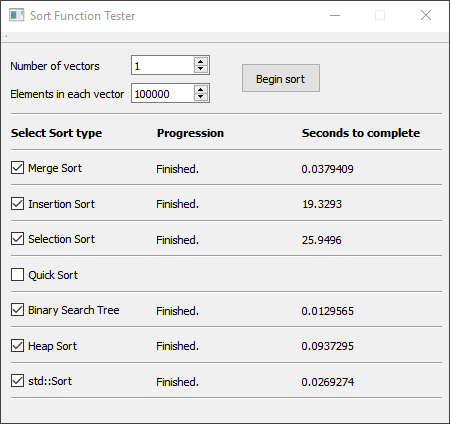 Sort Function Tester
Number of vectors 1
Begin sort
Elements in each vector 100000
Select Sort type Progression Seconds to complete
Merge Sort Finished. 0.0379409
Insertion Sort Finished. 19.3293
Selection Sort Finished. 25.9496
Quick Sort
Binary Search Tree Finished. 0.0129565
Heap Sort Finished. 0.0937295
std::Sort Finished. 0.0269274